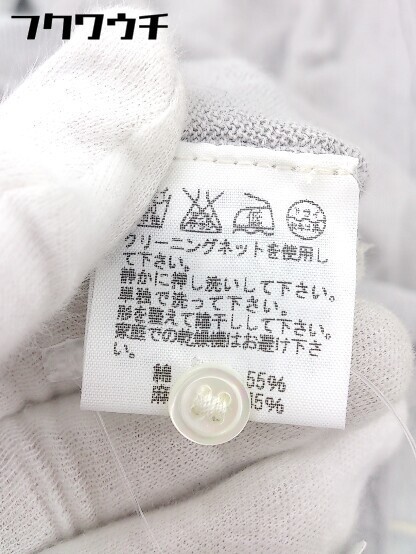 フクワウチ
クリーニングネットを使用し
て下さい。
静かに押し洗いして下さい。
単独で洗って下さい。
形を整えて陰干しして下さい。
家庭での乾燥機はお避け下さ
い。
綿 55%
麻 45%